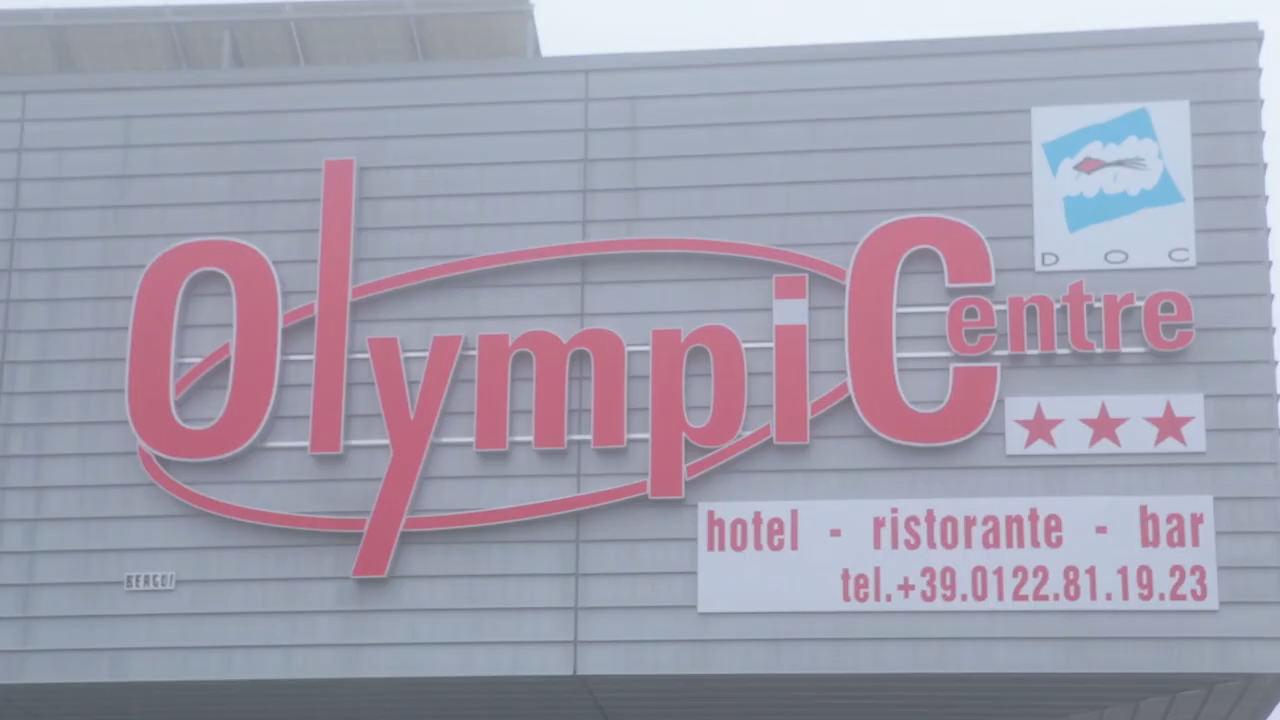 DOC
OlympiCentre
hotel - ristorante - bar
tel.+39.0122.81.19.23